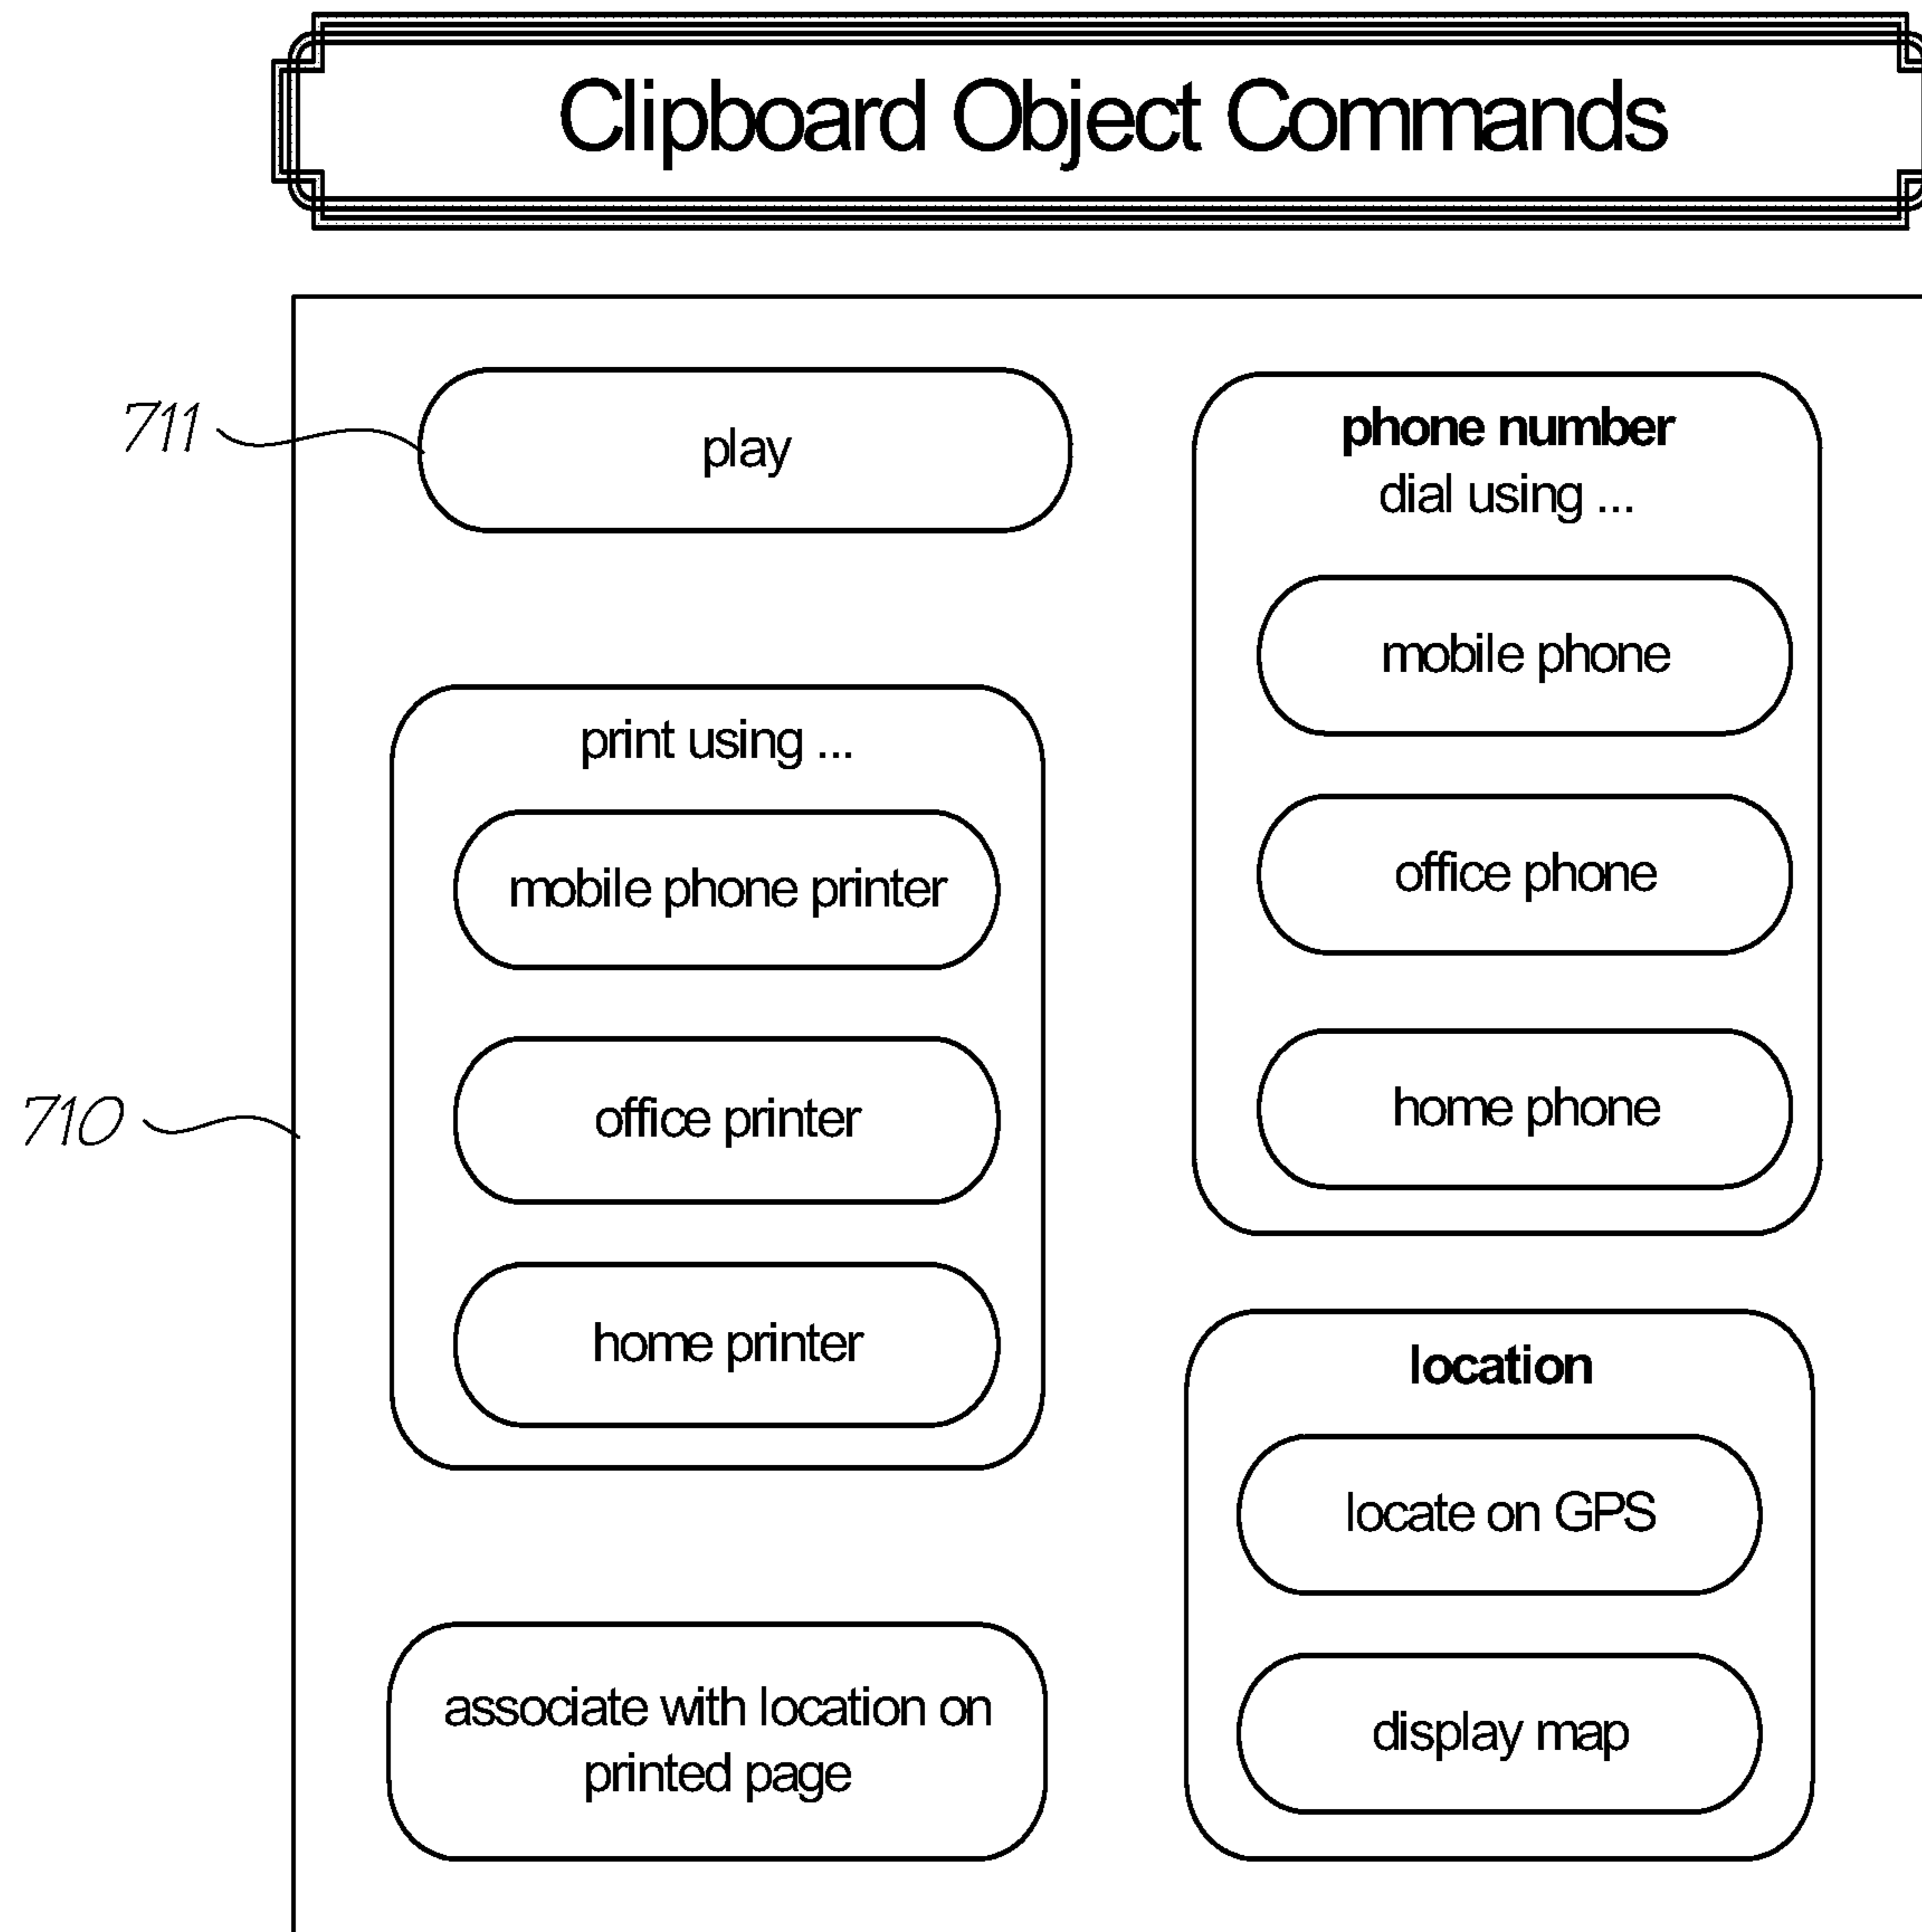 Clipboard Object Commands
711
play
print using ...
mobile phone printer
office printer
home printer
710
associate with location on
printed page
phone number
dial using ...
mobile phone
office phone
home phone
location
locate on GPS
display map